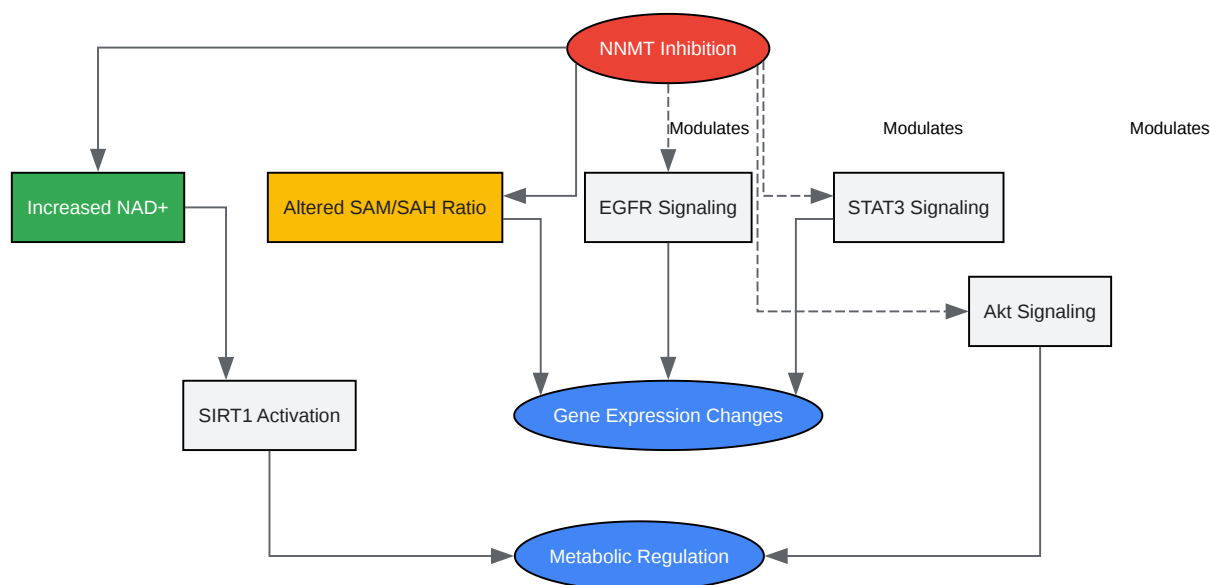 NNMT Inhibition
Modulates
Modulates
Modulates
Increased NAD+
Altered SAM/SAH Ratio
EGFR Signaling
STAT3 Signaling
Akt Signaling
SIRT1 Activation
Gene Expression Changes
Metabolic Regulation